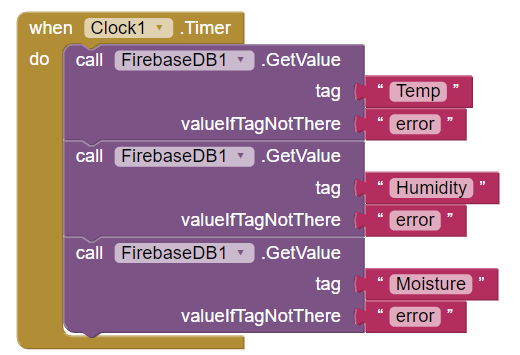 when Clock1 .Timer
do call FirebaseDB1 .GetValue
tag “ Temp ”
valueIfTagNotThere “ error ”
call FirebaseDB1 .GetValue
tag “ Humidity ”
valueIfTagNotThere “ error ”
call FirebaseDB1 .GetValue
tag “ Moisture ”
valueIfTagNotThere “ error ”